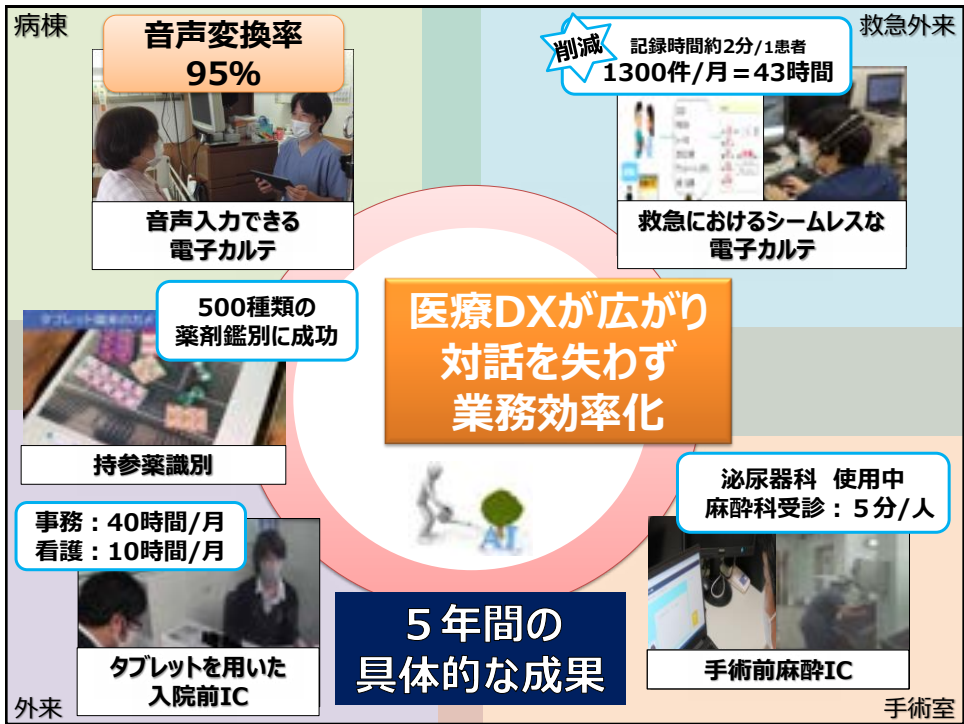 病棟
音声変換率
95%
音声入力できる
電子カルテ
救急外来
削減
記録時間約2分/1患者
1300件/月＝43時間
救急におけるシームレスな
電子カルテ
500種類の
薬剤鑑別に成功
持参薬識別
医療DXが広がり
対話を失わず
業務効率化
A.I.
事務：40時間/月
看護：10時間/月
タブレットを用いた
入院前IC
外来
５年間の
具体的な成果
泌尿器科 使用中
麻酔科受診：５分/人
手術前麻酔IC
手術室